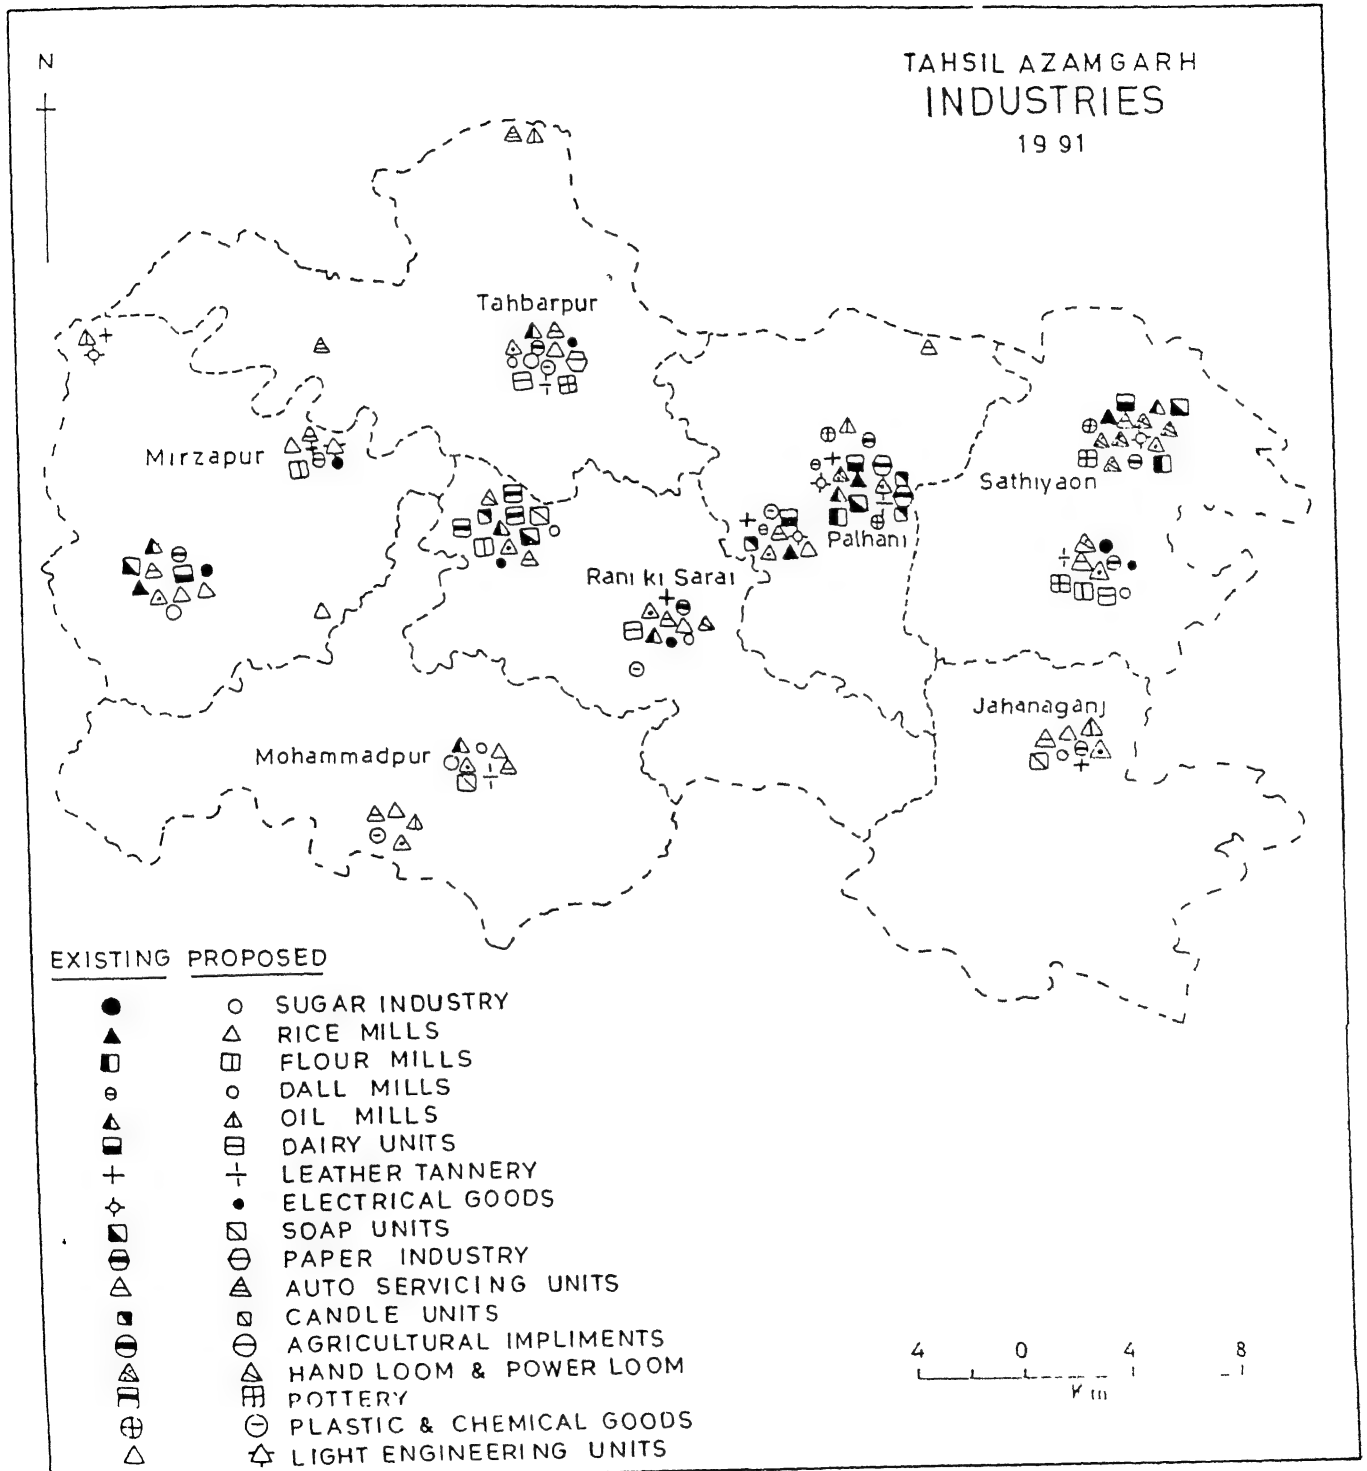 N
TAHSIL AZAMGARH
INDUSTRIES
1991
Tahbarpur
Mirzapur
Sathiyaon
Palhani
Rani ki Sarai
Jahanaganj
Mohammadpur
EXISTING PROPOSED
SUGAR INDUSTRY
RICE MILLS
FLOUR MILLS
DALL MILLS
OIL MILLS
DAIRY UNITS
LEATHER TANNERY
ELECTRICAL GOODS
SOAP UNITS
PAPER INDUSTRY
AUTO SERVICING UNITS
CANDLE UNITS
AGRICULTURAL IMPLIMENTS
HAND LOOM & POWER LOOM
POTTERY
PLASTIC & CHEMICAL GOODS
LIGHT ENGINEERING UNITS
4 0 4 8
Km